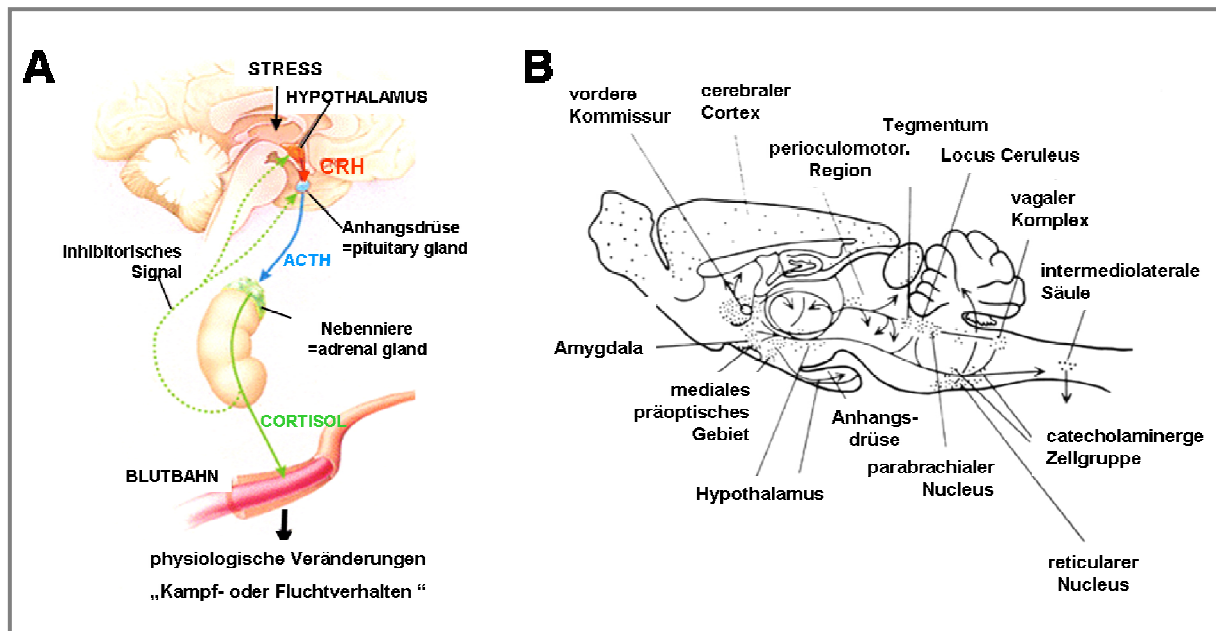 A
STRESS
HYPOTHALAMUS
CRH
Anhangsdrüse
=pituitary gland
Inhibitorisches
Signal
ACTH
Nebenniere
=adrenal gland
CORTISOL
BLUTBAHN
physiologische Veränderungen
„Kampf- oder Fluchtverhalten “
B
vordere
Kommissur
cerebraler
Cortex
Tegmentum
perioculomotor.
Region
Locus Ceruleus
vagaler
Komplex
intermediolaterale
Säule
Amygdala
mediales
präoptisches
Gebiet
Anhangs-
drüse
Hypothalamus
parabrachialer
Nucleus
catecholaminerge
Zellgruppe
reticularer
Nucleus